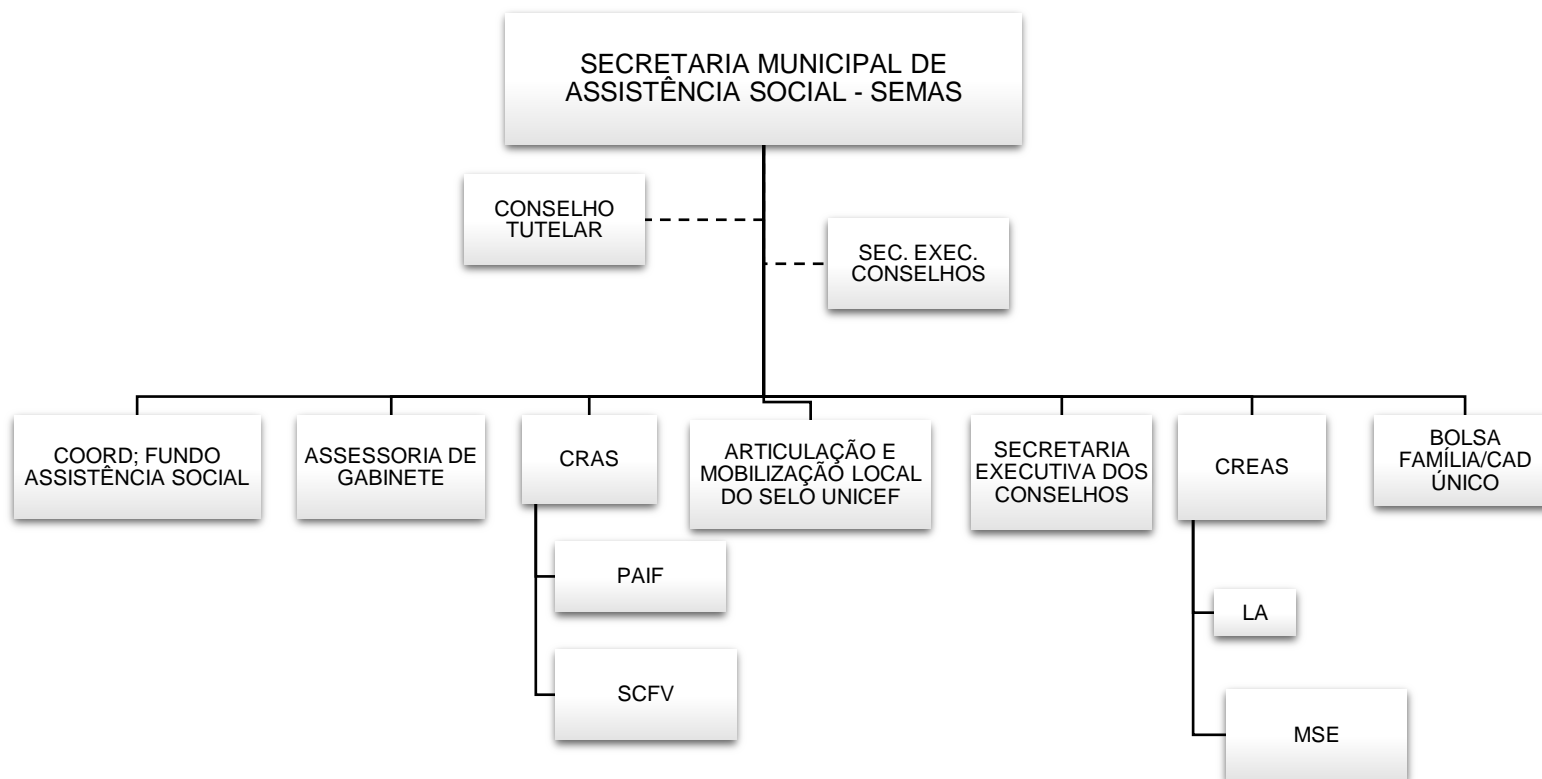 SECRETARIA MUNICIPAL DE
ASSISTÊNCIA SOCIAL - SEMAS
CONSELHO
TUTELAR
SEC. EXEC.
CONSELHOS
COORD; FUNDO
ASSISTÊNCIA SOCIAL
ASSESSORIA DE
GABINETE
CRAS
ARTICULAÇÃO E
MOBILIZAÇÃO LOCAL
DO SELO UNICEF
SECRETARIA
EXECUTIVA DOS
CONSELHOS
CREAS
BOLSA
FAMÍLIA/CAD
ÚNICO
PAIF
SCFV
LA
MSE